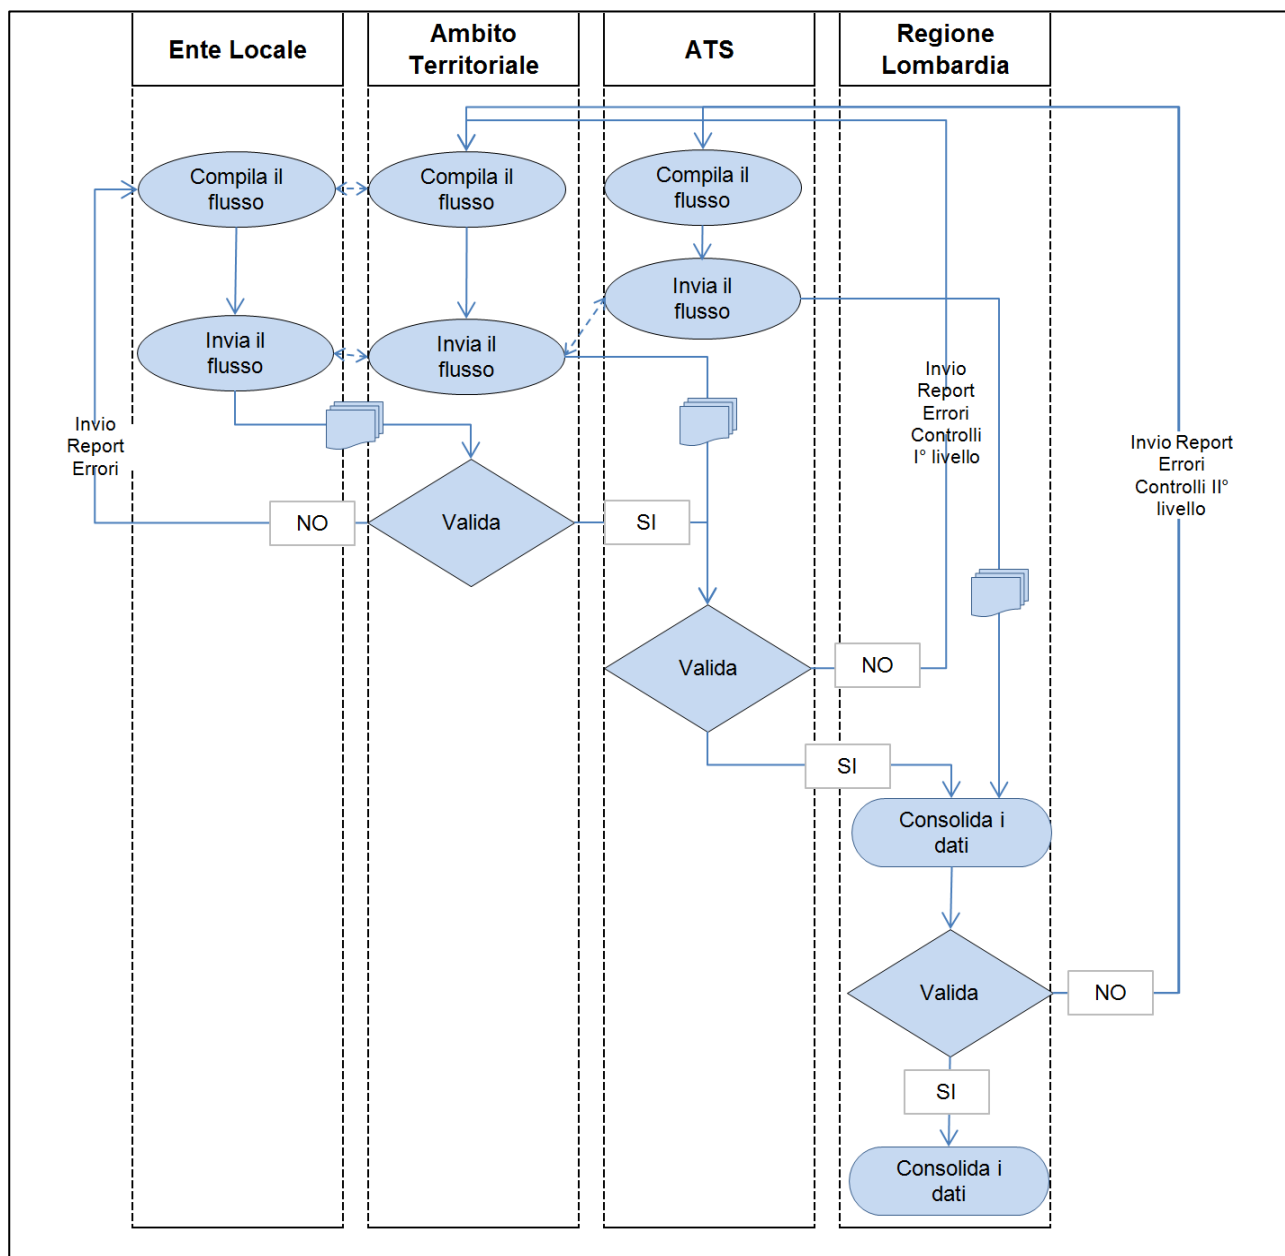 Ente Locale
Ambito
Territoriale
ATS
Regione
Lombardia
Compila il
flusso
Compila il
flusso
Compila il
flusso
Invia il
flusso
Invia il
flusso
Invia il
flusso
Invio
Report
Errori
Invio
Report
Errori
Controlli
I° livello
Invio Report
Errori
Controlli II°
livello
NO
Valida
SI
Valida
NO
SI
Consolida i
dati
Valida
NO
SI
Consolida i
dati